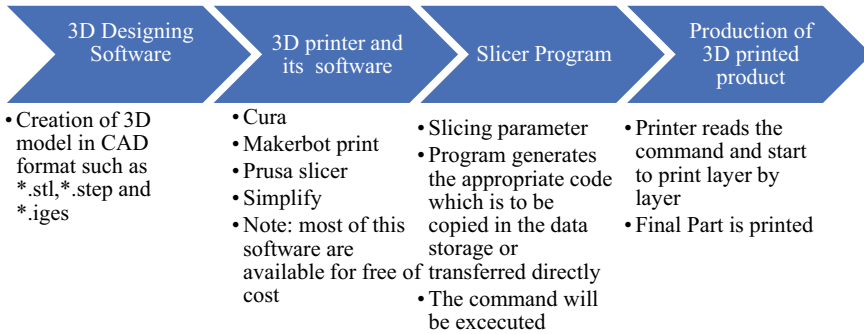 3D Designing
Software
• Creation of 3D
model in CAD
format such as
*.stl,*.step and
*.iges
3D printer and
its software
• Cura
• Makerbot print
• Prusa slicer
• Simplify
• Note: most of this
software are
available for free of
cost
Slicer Program
• Slicing parameter
• Program generates
the appropriate code
which is to be
copied in the data
storage or
transferred directly
• The command will
be excecuted
Production of
3D printed
product
• Printer reads the
command and start
to print layer by
layer
• Final Part is printed